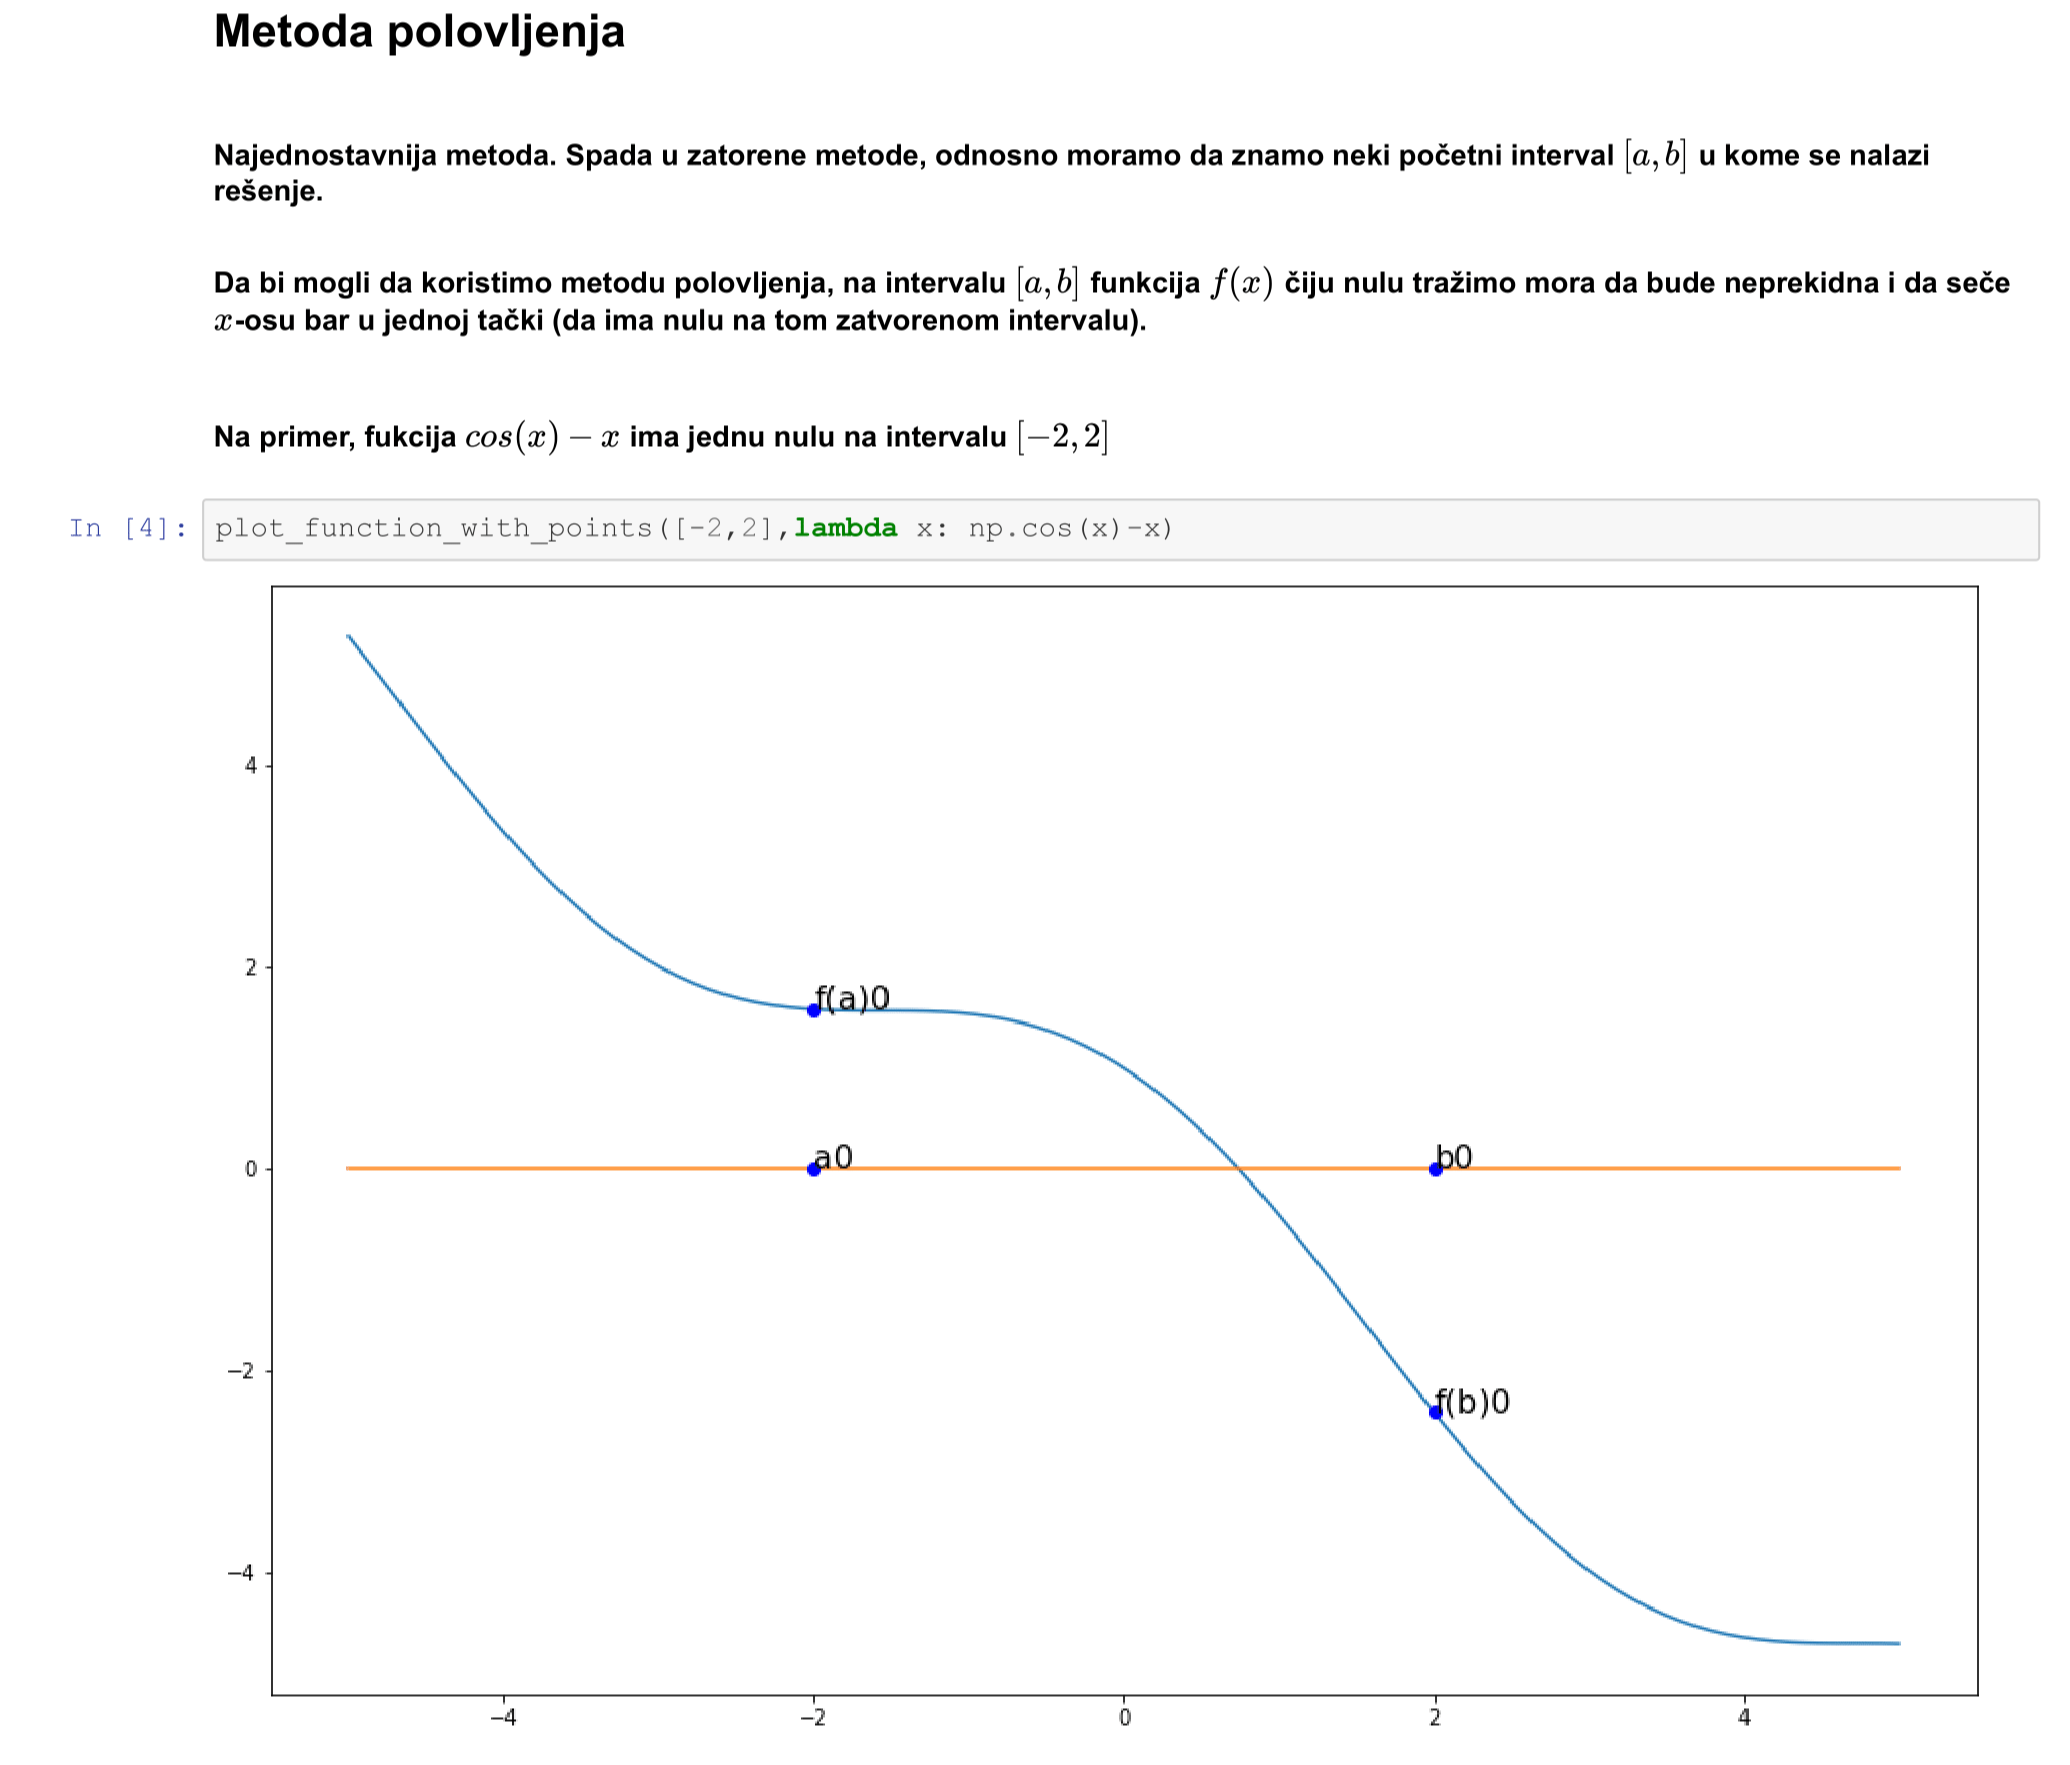 Metoda polovljenja
Najednostavnija metoda. Spada u zatorene metode, odnosno moramo da znamo neki početni interval [a, b] u kome se nalazi
rešenje.
Da bi mogli da koristimo metodu polovljenja, na intervalu [a, b] funkcija f(x) čiju nulu tražimo mora da bude neprekidna i da seče
x-osu bar u jednoj tački (da ima nulu na tom zatvorenom intervalu).
Na primer, fukcija cos(x) − x ima jednu nulu na intervalu [−2, 2]
In [4]: plot_function_with_points([-2,2],lambda x: np.cos(x)-x)
4
2
f(a)0
0
a0
b0
−2
f(b)0
−4
−4 −2 0 2 4